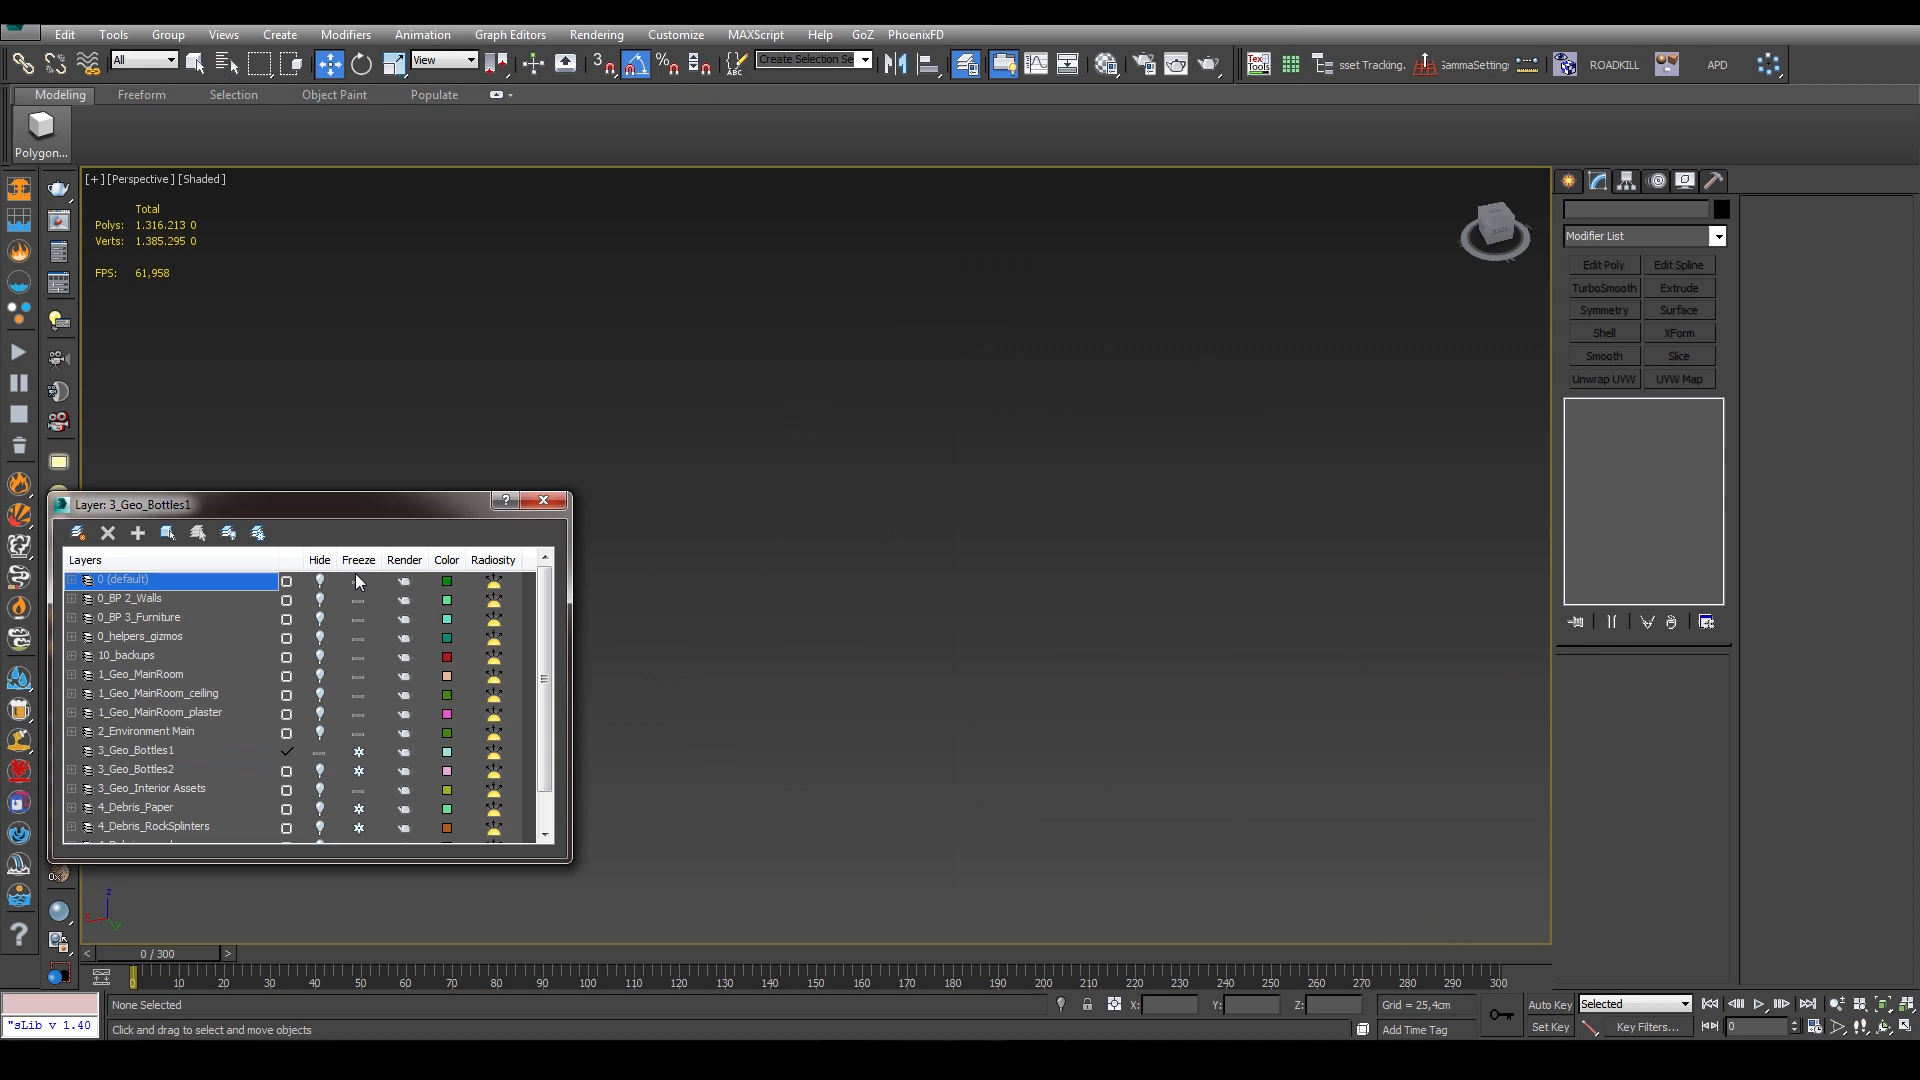 Edit Tools Group Views Create Modifiers Animation Graph Editors Rendering Customize MAXScript Help GoZ PhoenixFD
All View 3 % ABC Create Selection Se Tex Tools sset Tracking. GammaSetting: ROADKILL APD
Modeling Freeform Selection Object Paint Populate
Polygon...
[+] [Perspective] [Shaded]
Total
Polys: 1.316.213 0
Verts: 1.385.295 0
FPS: 61,958
BACK
Modifier List
Edit Poly Edit Spline
TurboSmooth Extrude
Symmetry Surface
Shell XForm
Smooth Slice
Unwrap UVW UVW Map
Layer: 3_Geo_Bottles1
?
Layers Hide Freeze Render Color Radiosity
0 (default)
0_BP 2_Walls
0_BP 3_Furniture
0_helpers_gizmos
10_backups
1_Geo_MainRoom
1_Geo_MainRoom_ceiling
1_Geo_MainRoom_plaster
2_Environment Main
3_Geo_Bottles1
3_Geo_Bottles2
3_Geo_Interior Assets
4_Debris_Paper
4_Debris_RockSplinters
z
x
y
?
< 0 / 300 >
0 10 20 30 40 50 60 70 80 90 100 110 120 130 140 150 160 170 180 190 200 210 220 230 240 250 260 270 280 290 300
None Selected X: Y: Z: Grid = 25,4cm Auto Key Selected
"sLib v 1.40 Click and drag to select and move objects Add Time Tag Set Key Key Filters... 0